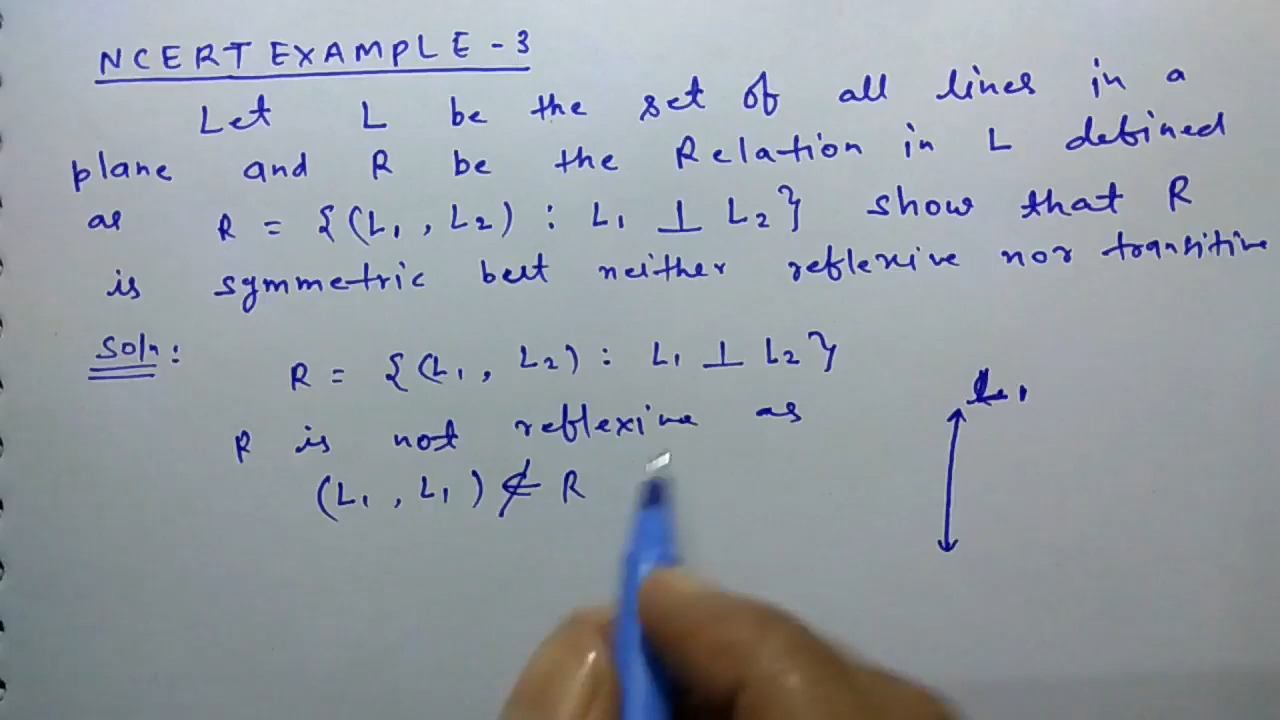 NCERT EXAMPLE - 3
Let L be the set of all lines in a
plane and R be the Relation in L defined
as R = {(L₁, L₂) : L₁ ⊥ L₂} show that R
is symmetric but neither reflexive nor transitive
Soln:
R = {(L₁, L₂) : L₁ ⊥ L₂}
R is not reflexive as
(L₁, L₁) ∉ R
L₁